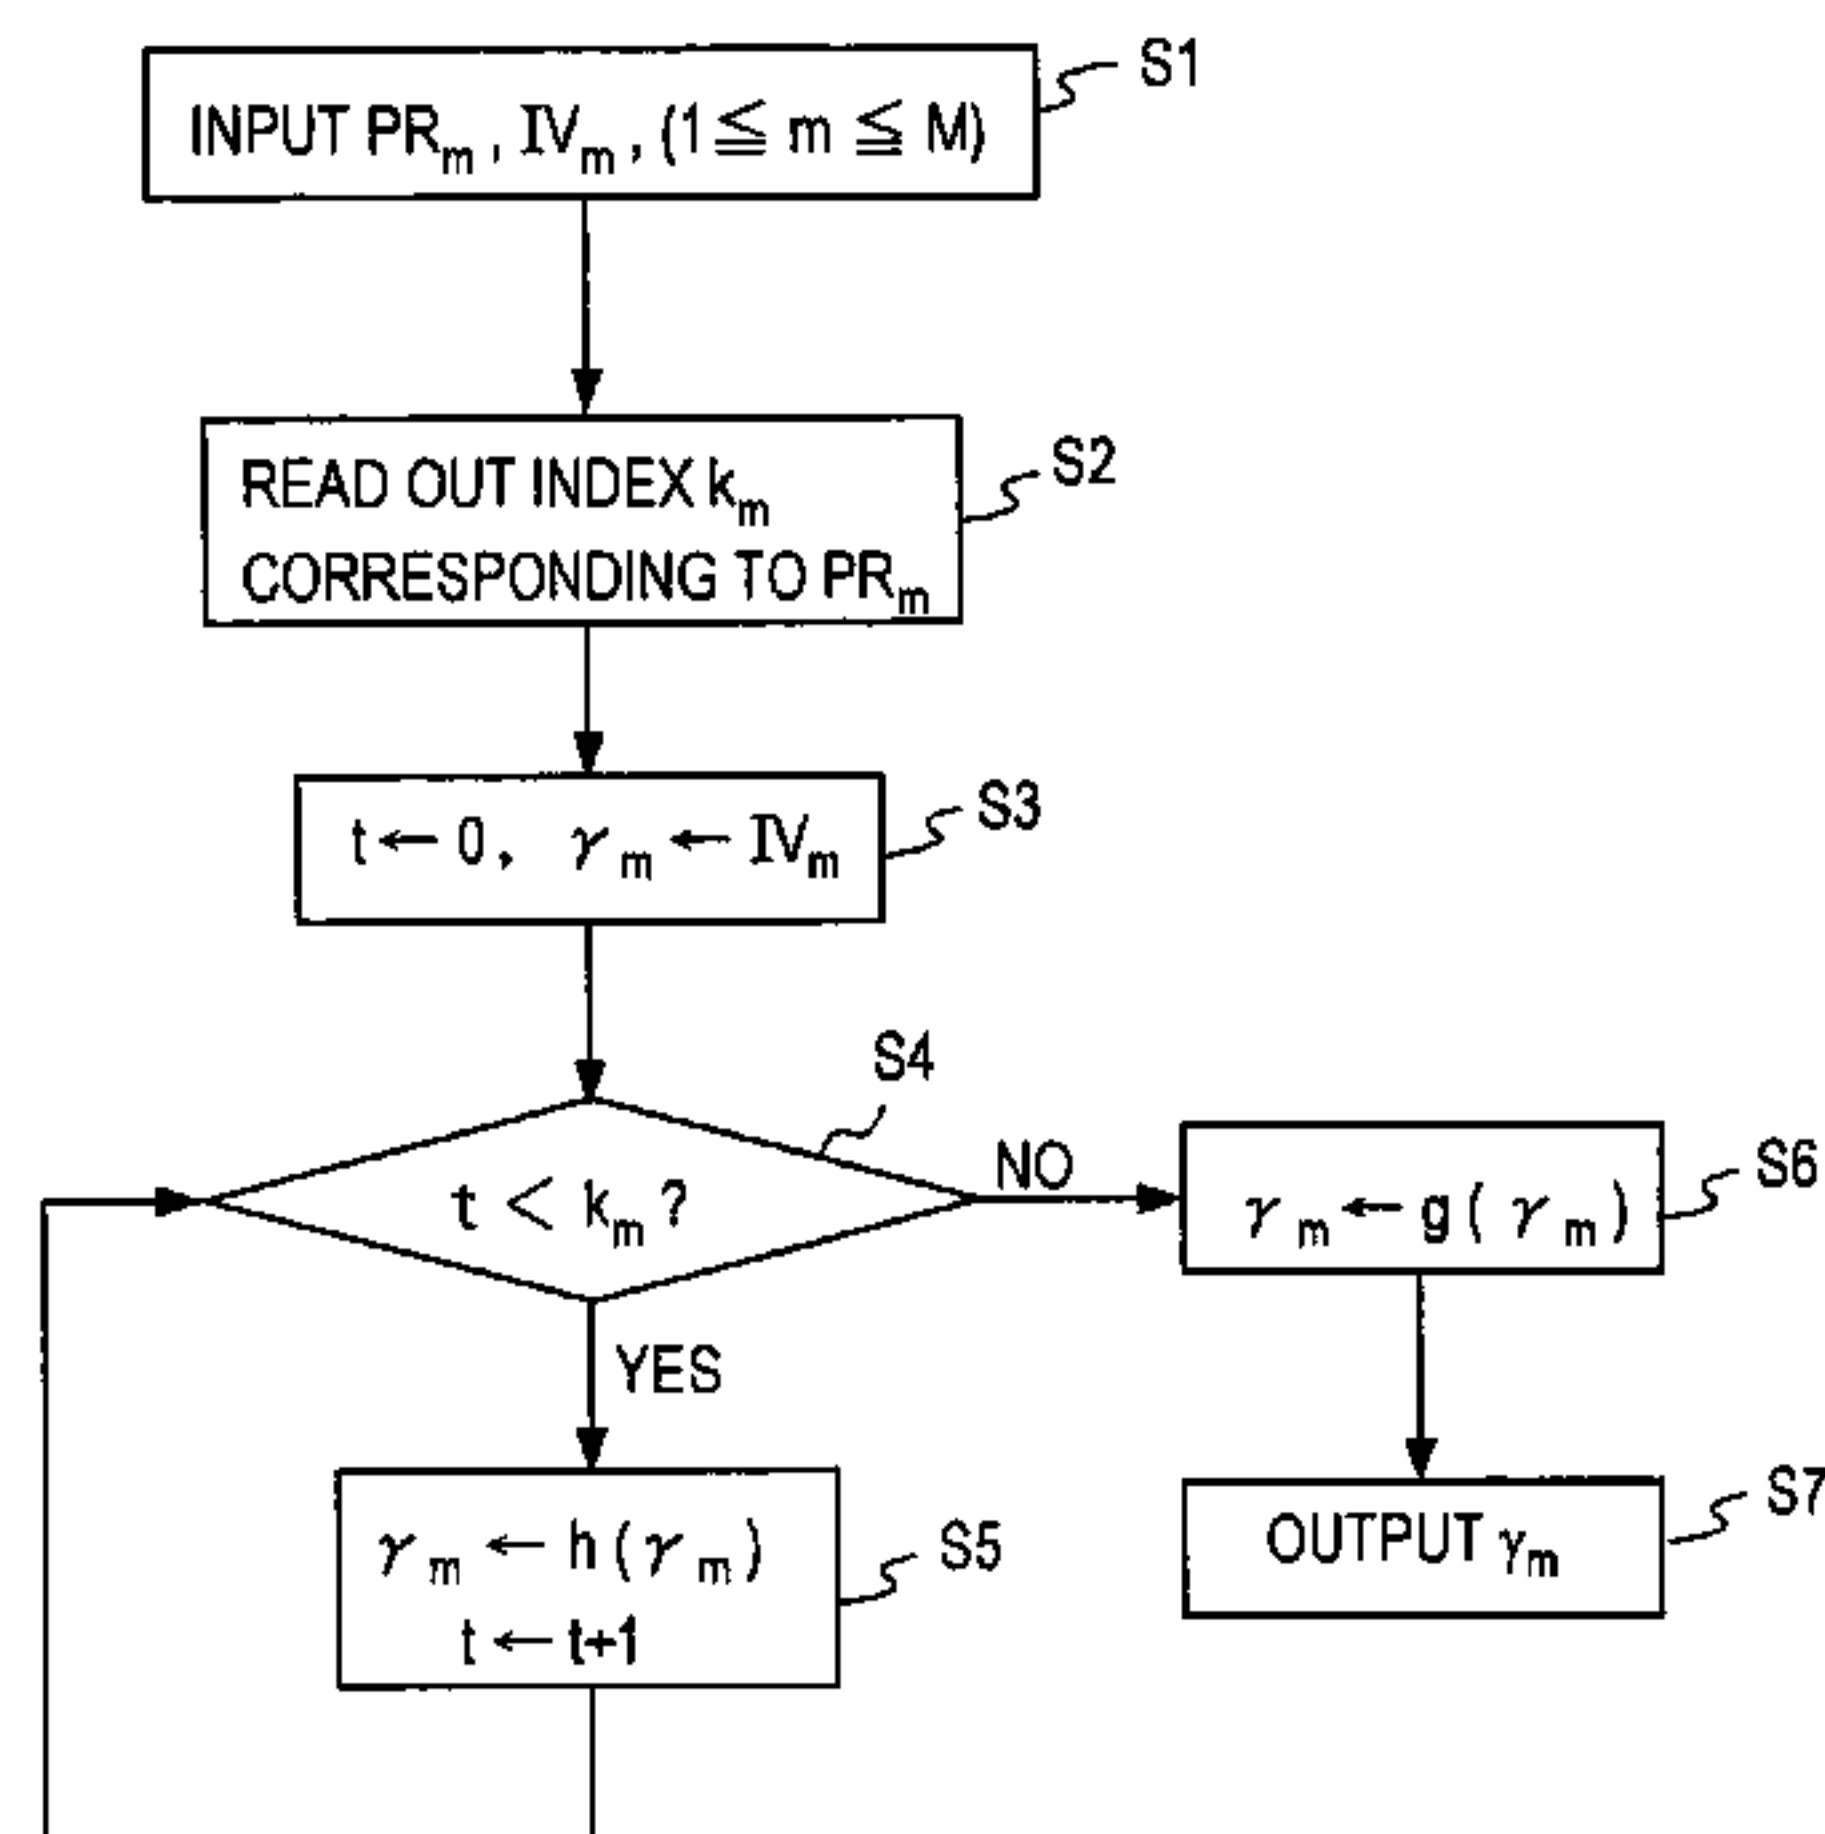 INPUT PRₘ, IVₘ, (1 ≦ m ≦ M)
S1
READ OUT INDEX kₘ
CORRESPONDING TO PRₘ
S2
t ← 0, γₘ ← IVₘ
S3
S4
t < kₘ ?
NO
YES
γₘ ← g ( γₘ )
S6
γₘ ← h ( γₘ )
t ← t+1
S5
OUTPUT γₘ
S7